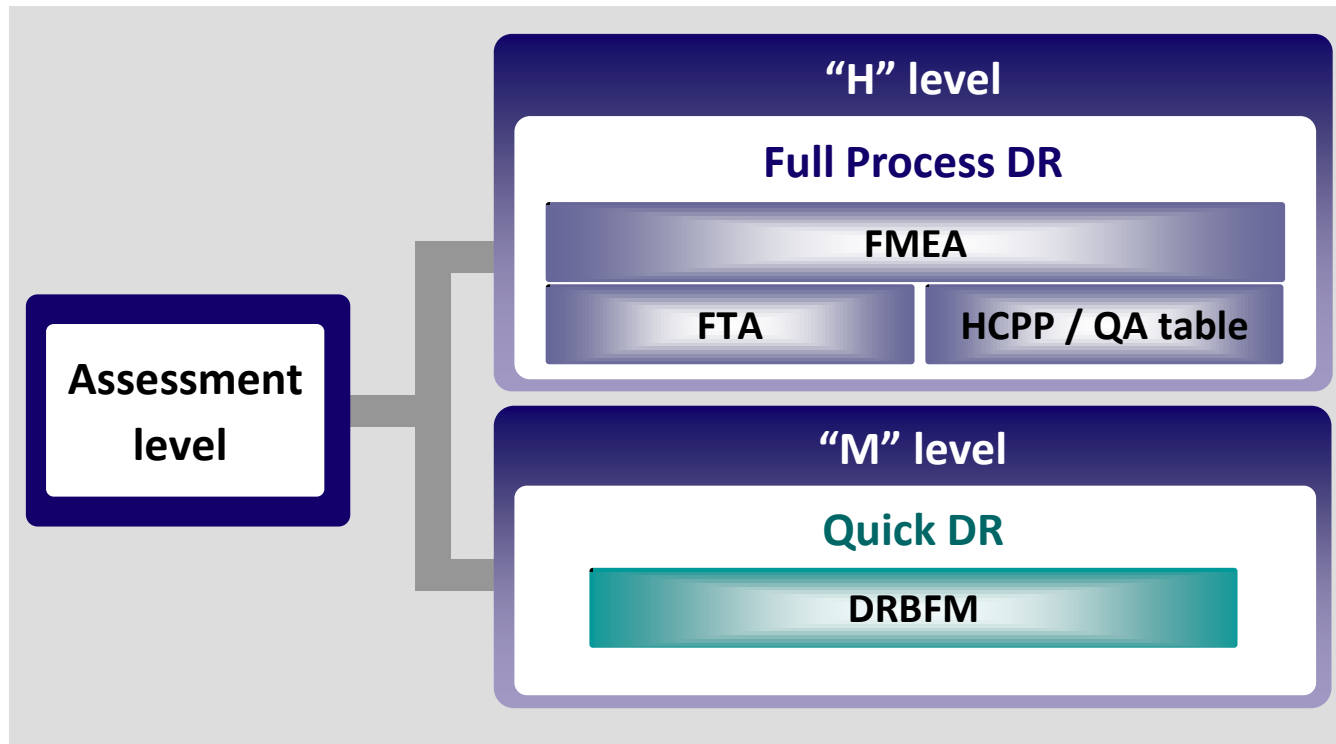 “H” level
Full Process DR
FMEA
FTA
HCPP / QA table
Assessment
level
“M” level
Quick DR
DRBFM